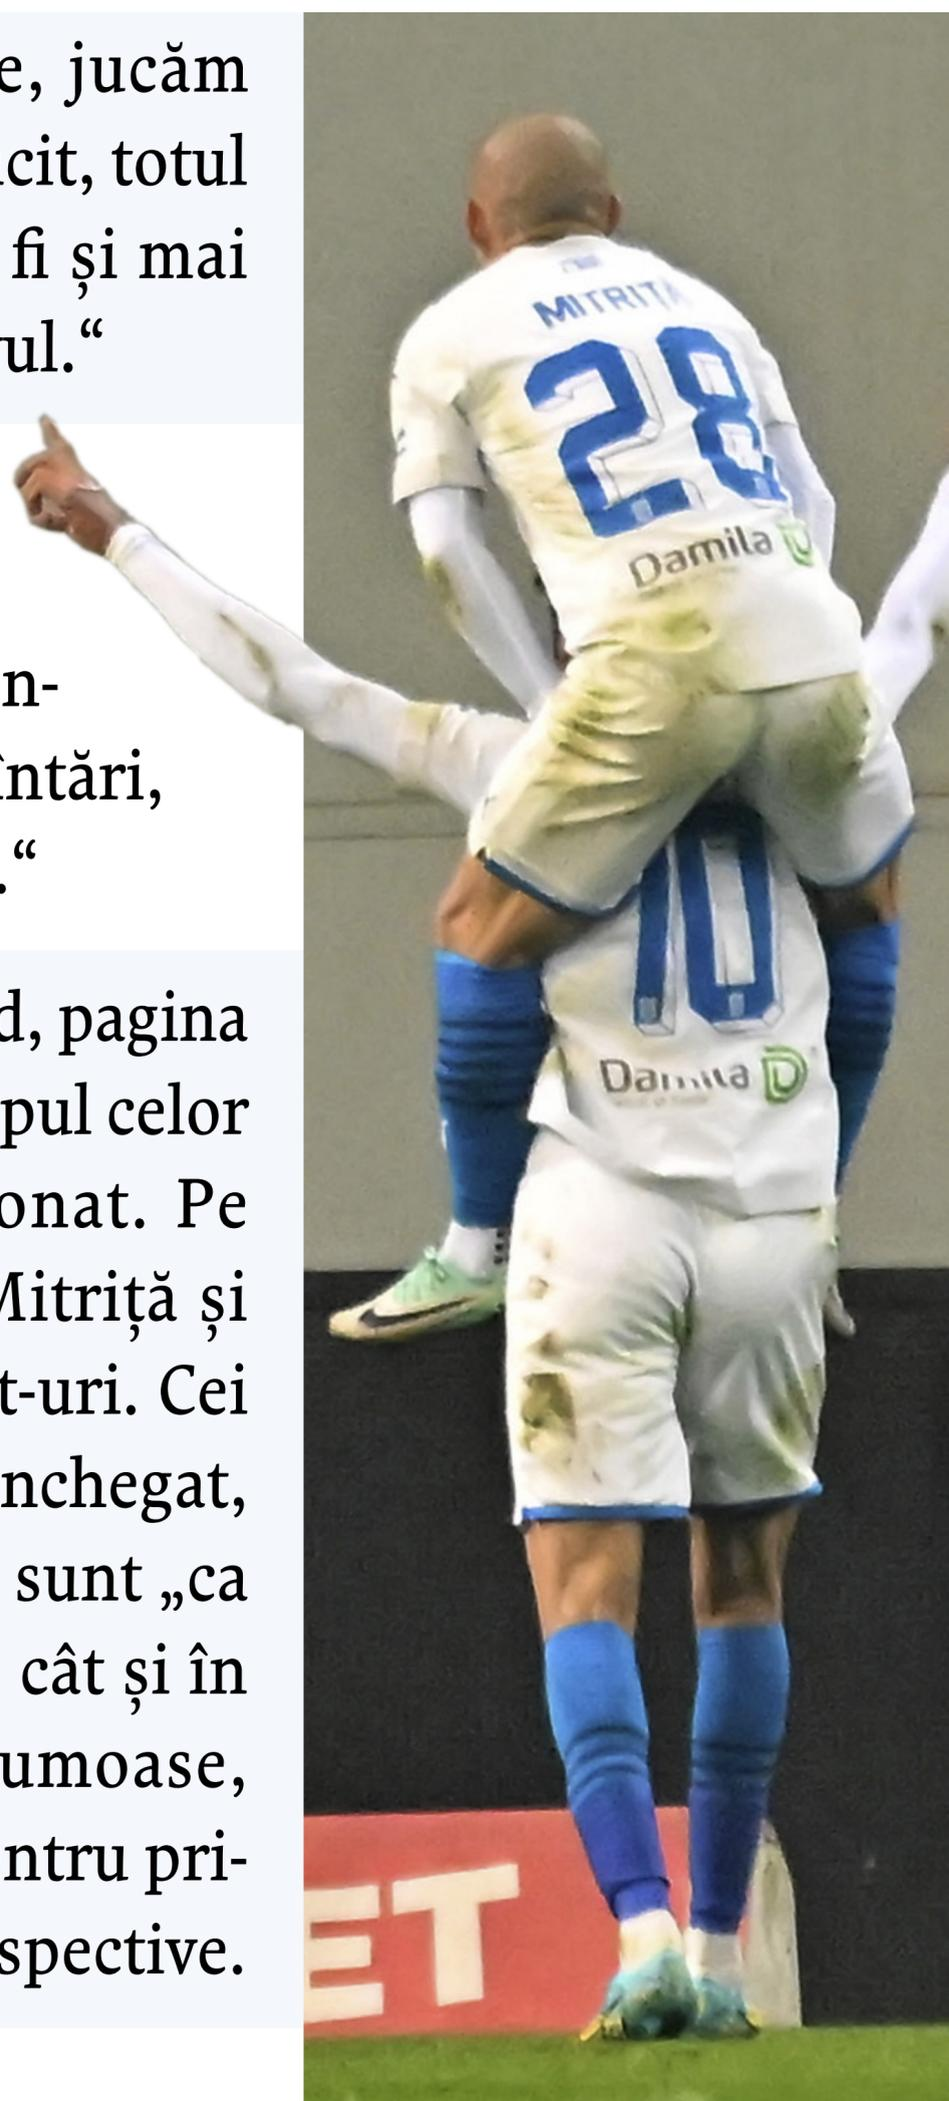 e, jucăm
cit, totul
fi și mai
ul.“
n-
întări,
.“
d, pagina
pul celor
onat. Pe
Mitriță și
t-uri. Cei
nchegat,
sunt „ca
cât și în
umoase,
ntru pri-
spective.
MITRIȚĂ
28
Damila
10
Damila
ET